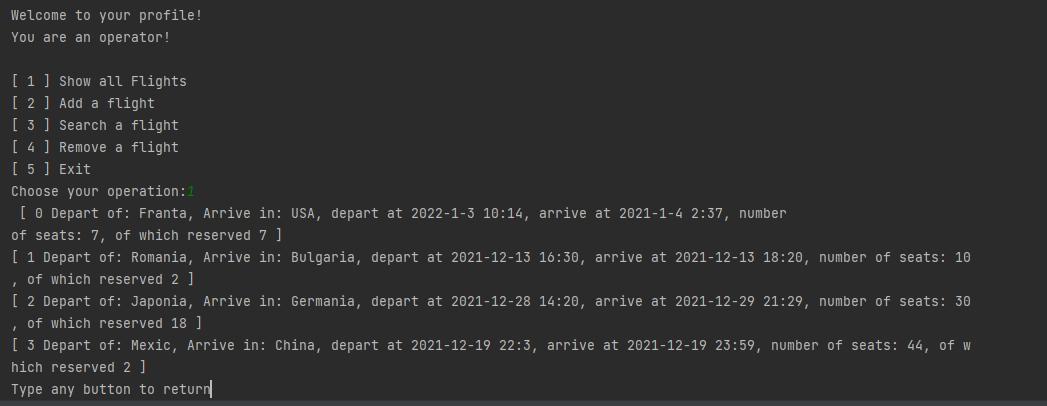 Welcome to your profile!
You are an operator!
[ 1 ] Show all Flights
[ 2 ] Add a flight
[ 3 ] Search a flight
[ 4 ] Remove a flight
[ 5 ] Exit
Choose your operation:1
[ 0 Depart of: Franta, Arrive in: USA, depart at 2022-1-3 10:14, arrive at 2021-1-4 2:37, number
of seats: 7, of which reserved 7 ]
[ 1 Depart of: Romania, Arrive in: Bulgaria, depart at 2021-12-13 16:30, arrive at 2021-12-13 18:20, number of seats: 10
, of which reserved 2 ]
[ 2 Depart of: Japonia, Arrive in: Germania, depart at 2021-12-28 14:20, arrive at 2021-12-29 21:29, number of seats: 30
, of which reserved 18 ]
[ 3 Depart of: Mexic, Arrive in: China, depart at 2021-12-19 22:3, arrive at 2021-12-19 23:59, number of seats: 44, of w
hich reserved 2 ]
Type any button to return